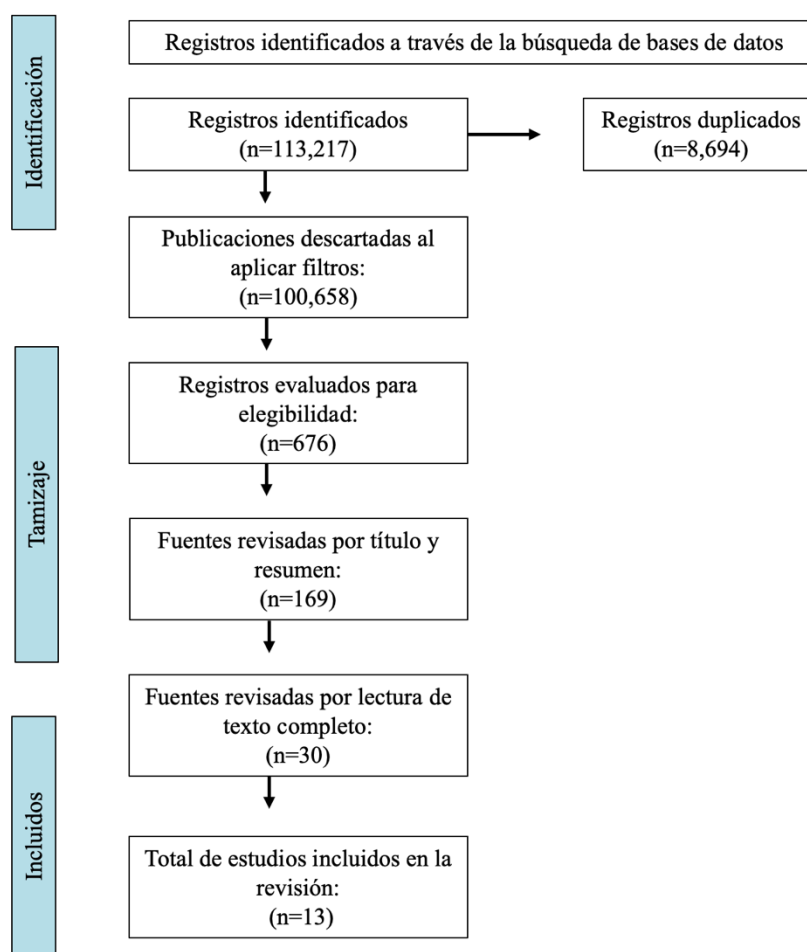 Identificación
Registros identificados a través de la búsqueda de bases de datos
Registros identificados
(n=113,217)
Registros duplicados
(n=8,694)
Publicaciones descartadas al
aplicar filtros:
(n=100,658)
Tamizaje
Registros evaluados para
elegibilidad:
(n=676)
Fuentes revisadas por título y
resumen:
(n=169)
Incluidos
Fuentes revisadas por lectura de
texto completo:
(n=30)
Total de estudios incluidos en la
revisión:
(n=13)